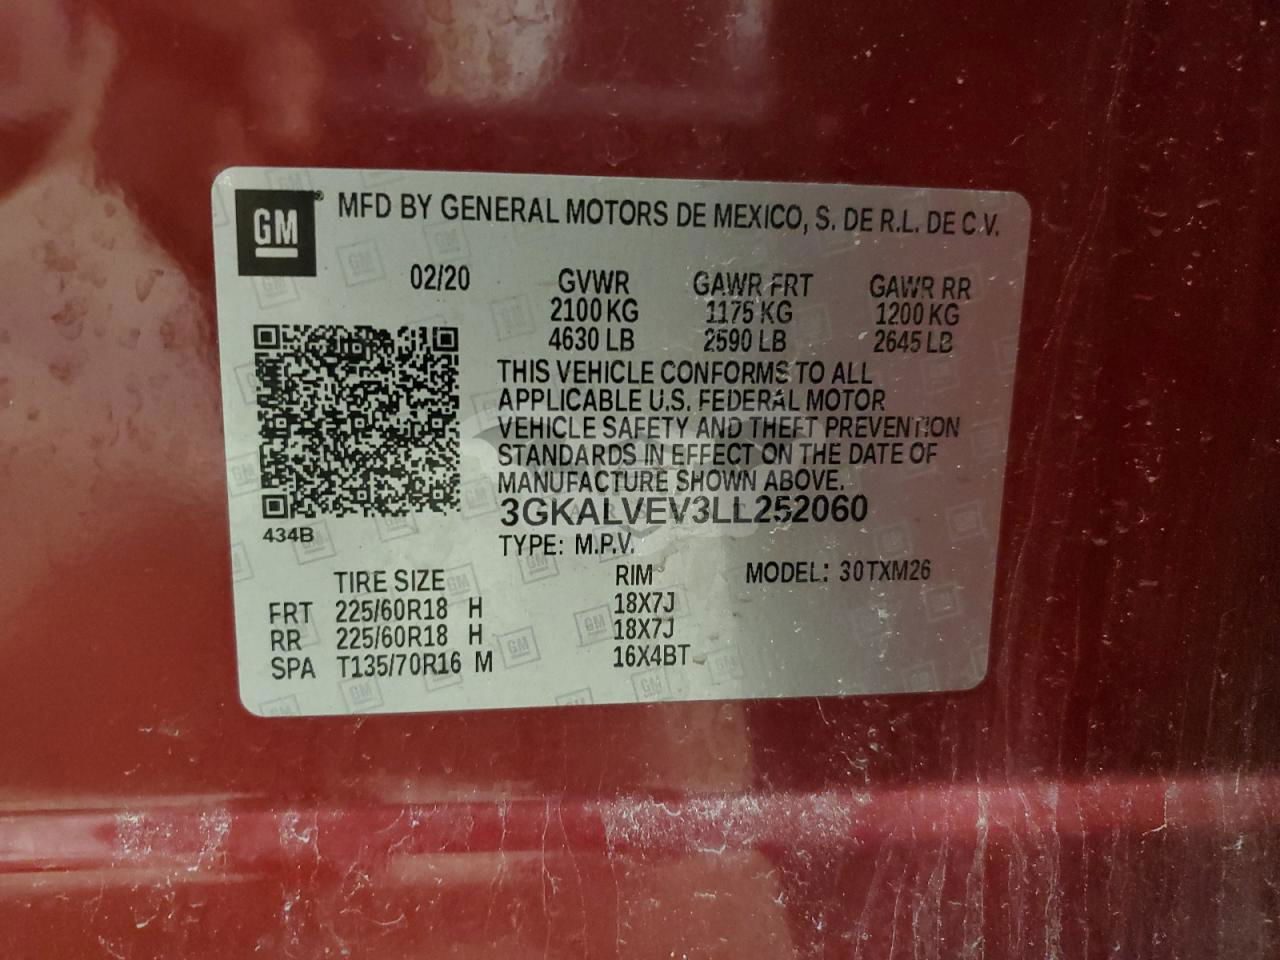 GM® MFD BY GENERAL MOTORS DE MEXICO, S. DE R.L. DE C.V.
02/20 GVWR GAWR FRT GAWR RR
2100 KG 1175 KG 1200 KG
4630 LB 2590 LB 2645 LB
THIS VEHICLE CONFORMS TO ALL
APPLICABLE U.S. FEDERAL MOTOR
VEHICLE SAFETY AND THEFT PREVENTION
STANDARDS IN EFFECT ON THE DATE OF
MANUFACTURE SHOWN ABOVE.
3GKALVEV3LL252060
434B
TYPE: M.P.V.
TIRE SIZE RIM MODEL: 30TXM26
FRT 225/60R18 H 18X7J
RR 225/60R18 H 18X7J
SPA T135/70R16 M 16X4BT